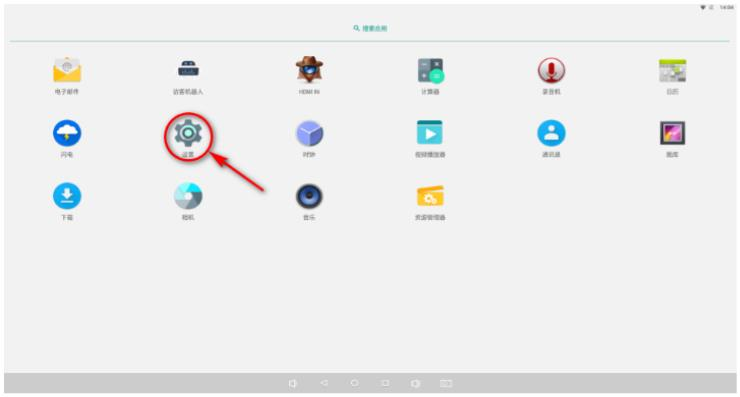 14:04
搜索应用
电子邮件
访客机器人
HDMI IN
计算器
录音机
日历
闪电
设置
时钟
视频播放器
通讯录
图库
下载
相机
音乐
资源管理器